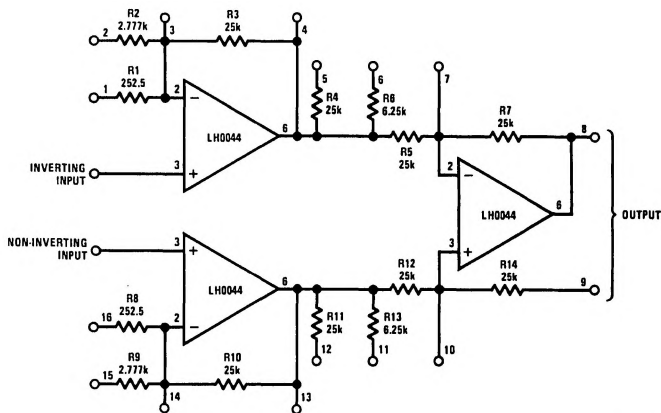 R2
2.777k
2
3
R3
25k
4
R1
252.5
1
2
−
LH0044
6
3
+
INVERTING
INPUT
5
R4
25k
6
R6
6.25k
R5
25k
7
R7
25k
8
2
−
LH0044
6
3
+
OUTPUT
NON-INVERTING
INPUT
3
+
LH0044
6
2
−
R8
252.5
16
R9
2.777k
15
14
R10
25k
13
R11
25k
12
R12
25k
R13
6.25k
11
R14
25k
9
10